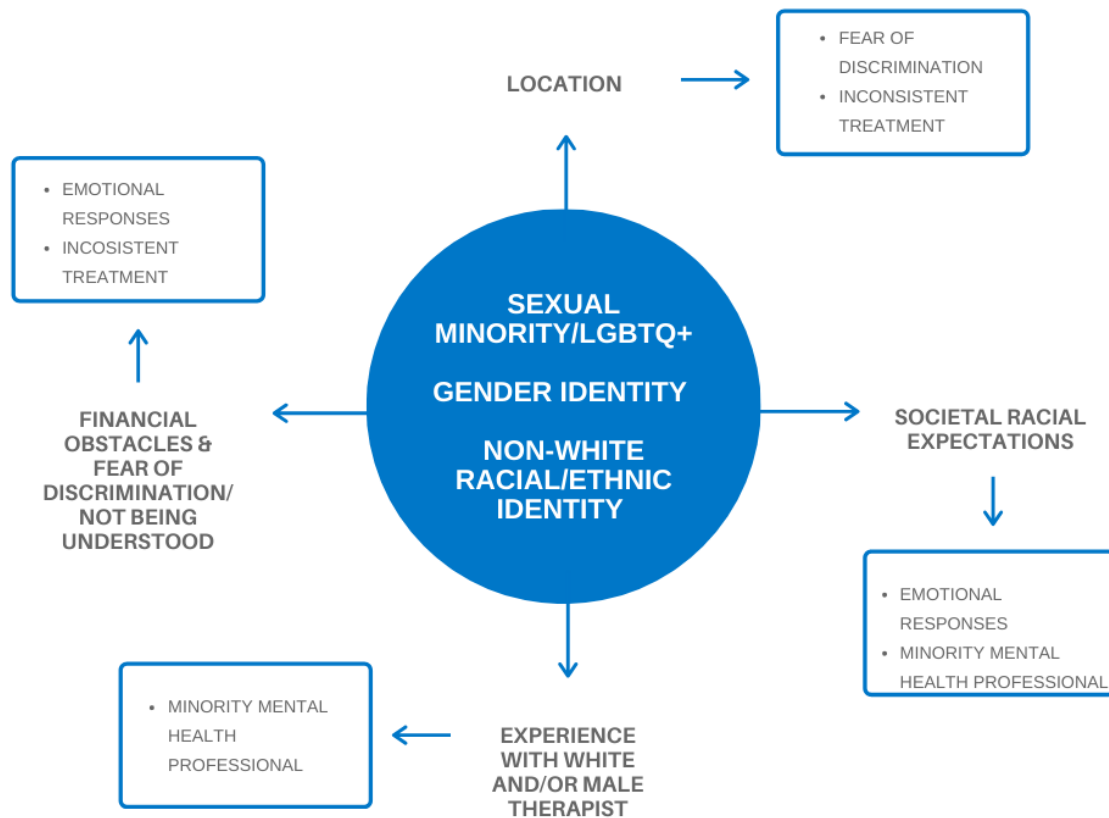 LOCATION
• FEAR OF
DISCRIMINATION
• INCONSISTENT
TREATMENT
• EMOTIONAL
RESPONSES
• INCOSISTENT
TREATMENT
SEXUAL
MINORITY/LGBTQ+
GENDER IDENTITY
NON-WHITE
RACIAL/ETHNIC
IDENTITY
FINANCIAL
OBSTACLES &
FEAR OF
DISCRIMINATION/
NOT BEING
UNDERSTOOD
SOCIETAL RACIAL
EXPECTATIONS
• EMOTIONAL
RESPONSES
• MINORITY MENTAL
HEALTH PROFESSIONAL
• MINORITY MENTAL
HEALTH
PROFESSIONAL
EXPERIENCE
WITH WHITE
AND/OR MALE
THERAPIST